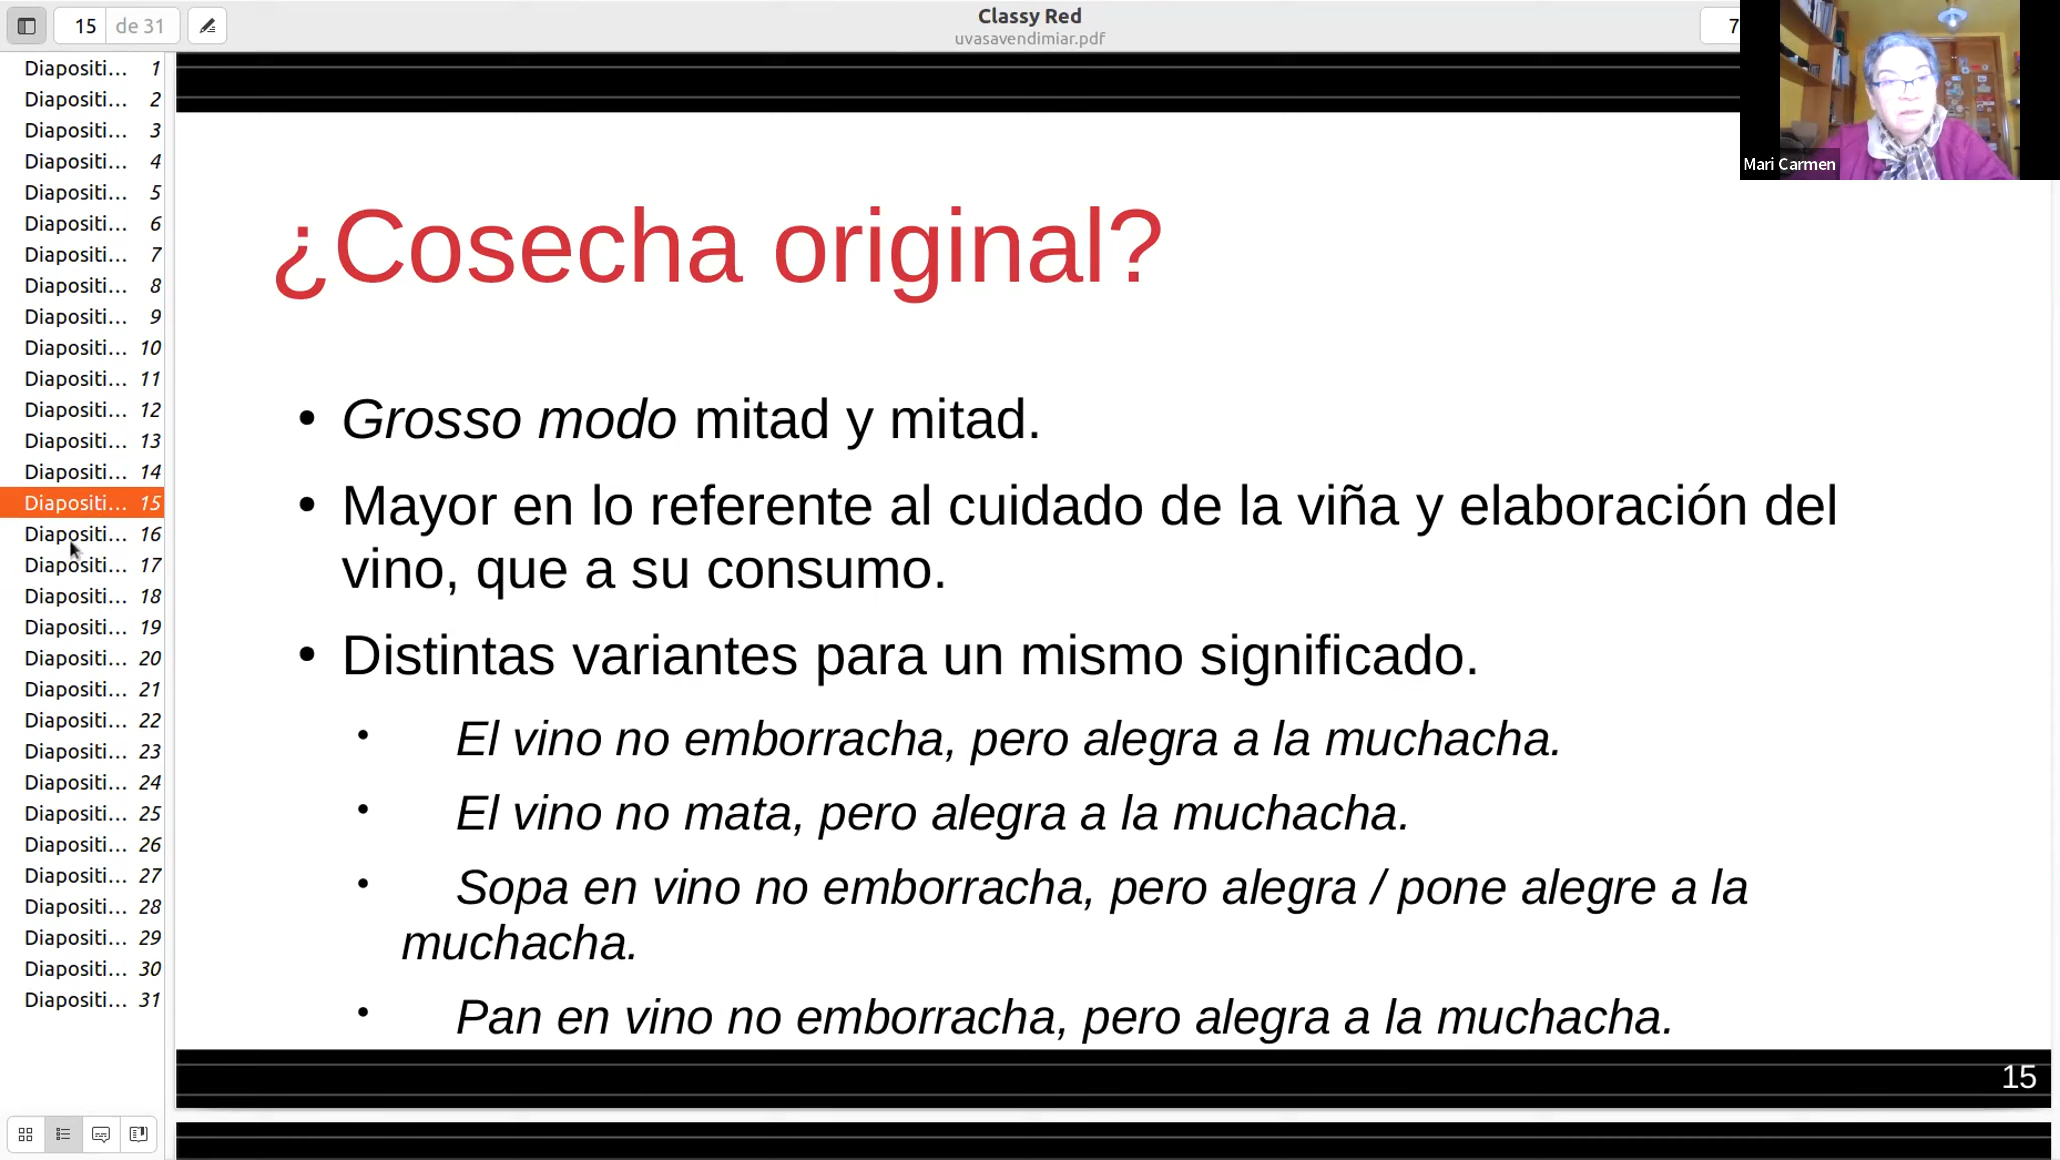 15 de 31
Classy Red
uvasavendimiar.pdf
7
Mari Carmen
Diapositi... 1
Diapositi... 2
Diapositi... 3
Diapositi... 4
Diapositi... 5
Diapositi... 6
Diapositi... 7
Diapositi... 8
Diapositi... 9
Diapositi... 10
Diapositi... 11
Diapositi... 12
Diapositi... 13
Diapositi... 14
Diapositi... 15
Diapositi... 16
Diapositi... 17
Diapositi... 18
Diapositi... 19
Diapositi... 20
Diapositi... 21
Diapositi... 22
Diapositi... 23
Diapositi... 24
Diapositi... 25
Diapositi... 26
Diapositi... 27
Diapositi... 28
Diapositi... 29
Diapositi... 30
Diapositi... 31
¿Cosecha original?
• Grosso modo mitad y mitad.
• Mayor en lo referente al cuidado de la viña y elaboración del
vino, que a su consumo.
• Distintas variantes para un mismo significado.
• El vino no emborracha, pero alegra a la muchacha.
• El vino no mata, pero alegra a la muchacha.
• Sopa en vino no emborracha, pero alegra / pone alegre a la
muchacha.
• Pan en vino no emborracha, pero alegra a la muchacha.
15